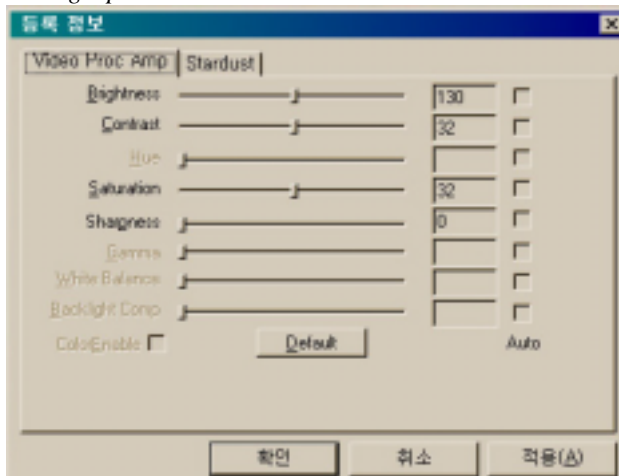 등록 정보
Video Proc Amp Stardust
Brightness 130
Contrast 32
Hue
Saturation 32
Sharpness 0
Gamma
White Balance
Backlight Comp
ColorEnable Default Auto
확인 취소 적용(A)